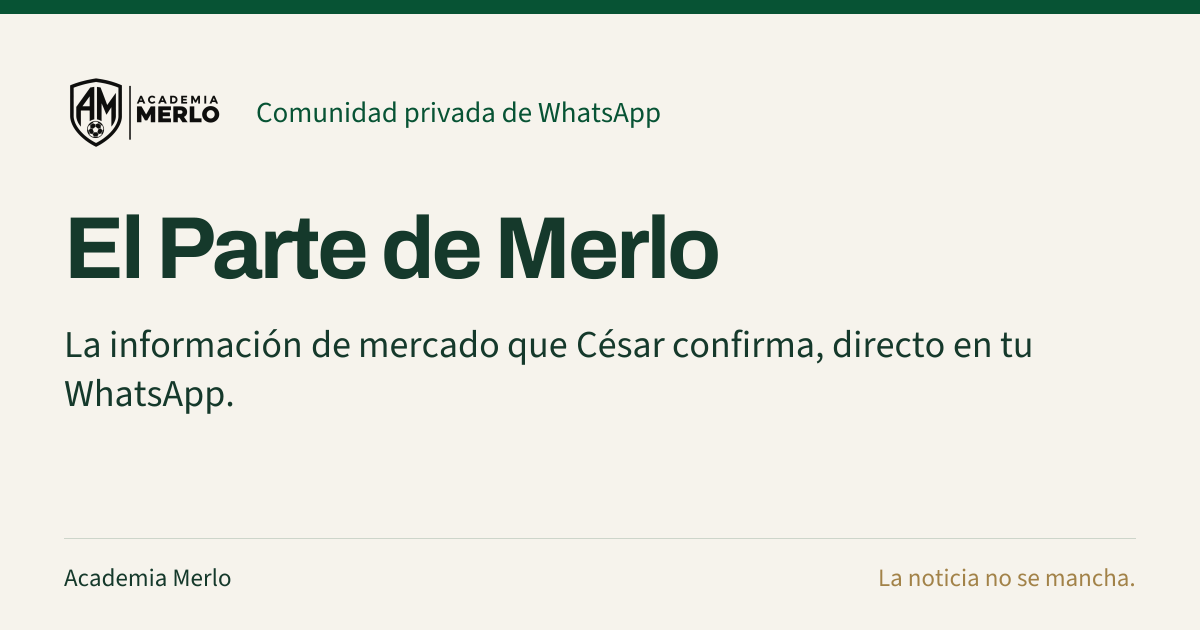 AM
ACADEMIA
MERLO
Comunidad privada de WhatsApp
El Parte de Merlo
La información de mercado que César confirma, directo en tu
WhatsApp.
Academia Merlo
La noticia no se mancha.